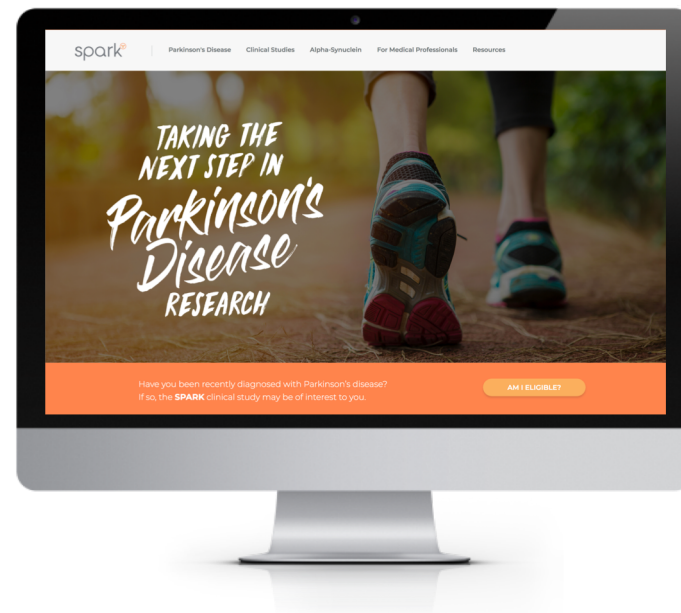 spark
Parkinson's Disease Clinical Studies Alpha-Synuclein For Medical Professionals Resources
TAKING THE
NEXT STEP IN
Parkinson's
Disease
RESEARCH
Have you been recently diagnosed with Parkinson's disease?
If so, the SPARK clinical study may be of interest to you.
AM I ELIGIBLE?